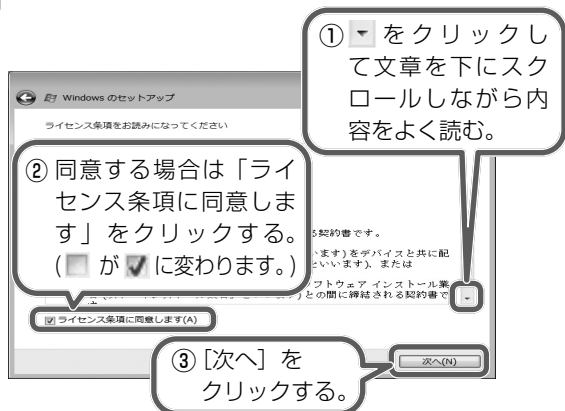 ① をクリックし
て文章を下にスク
ロールしながら内
容をよく読む。
Windows のセットアップ
ライセンス条項をお読みになってください
② 同意する場合は「ライ
センス条項に同意しま
す」をクリックする。
( が に変わります。)
契約書です。
います)をデバイスと共に配
といいます)、または
フトウェア インストール業
との間に締結される契約書で
ライセンス条項に同意します(A)
③ [次へ] を
クリックする。
次へ(N)